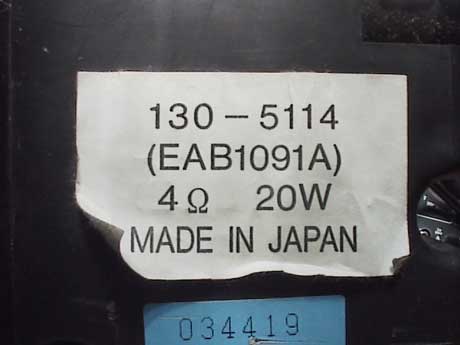 130-5114
(EAB1091A)
4Ω 20W
MADE IN JAPAN
034419